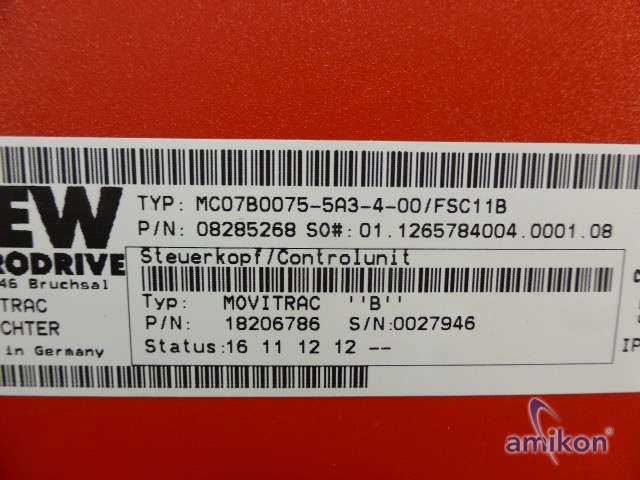 EW
TYP: MC07B0075-5A3-4-00/FSC11B
P/N: 08285268 SO#: 01.1265784004.0001.08
RODRIVE
46 Bruchsal
TRAC
CHTER
in Germany
Steuerkopf/Controlunit
Typ: MOVITRAC ''B''
P/N: 18206786 S/N:0027946
Status:16 11 12 12 --
IP
amikon®